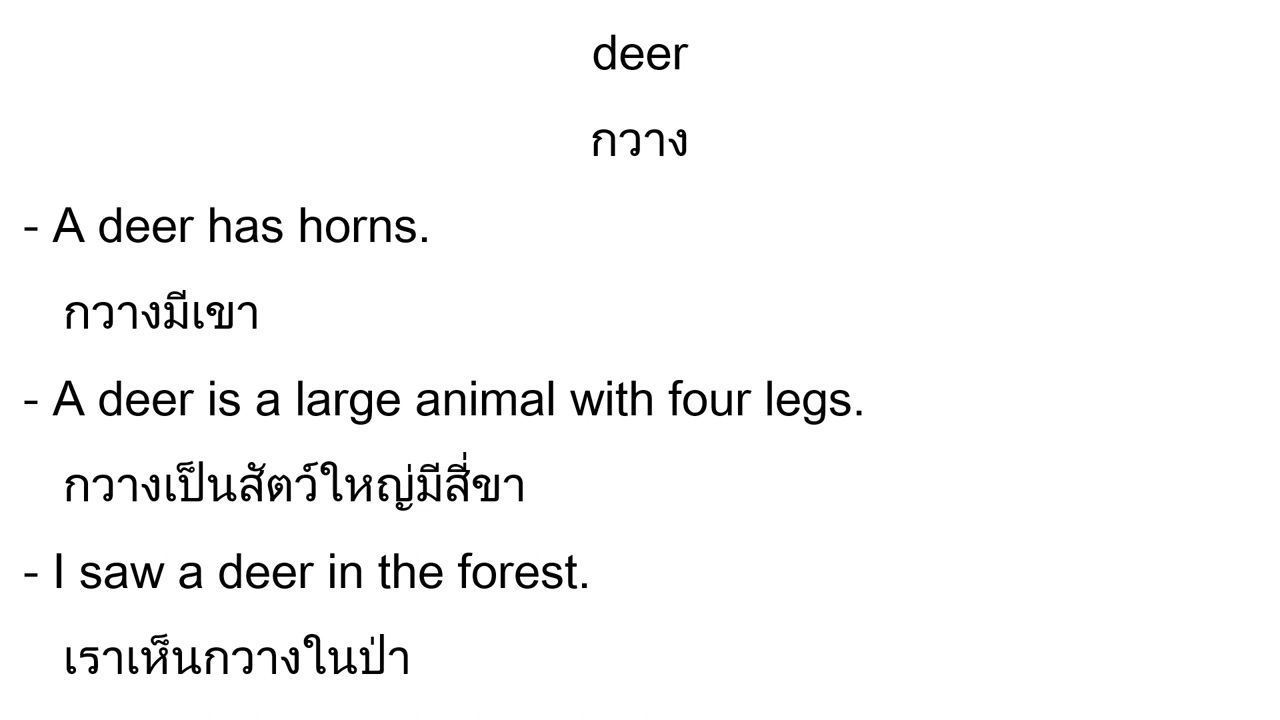 deer
กวาง
- A deer has horns.
กวางมีเขา
- A deer is a large animal with four legs.
กวางเป็นสัตว์ใหญ่มีสี่ขา
- I saw a deer in the forest.
เราเห็นกวางในป่า